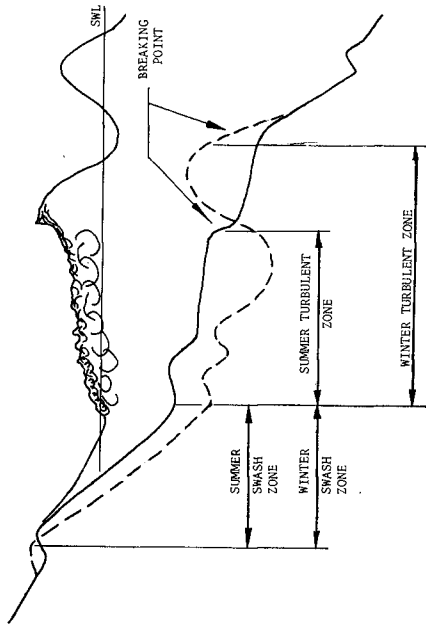 SWL
BREAKING
POINT
SUMMER TURBULENT
ZONE
WINTER TURBULENT ZONE
SUMMER
SWASH
ZONE
WINTER
SWASH
ZONE